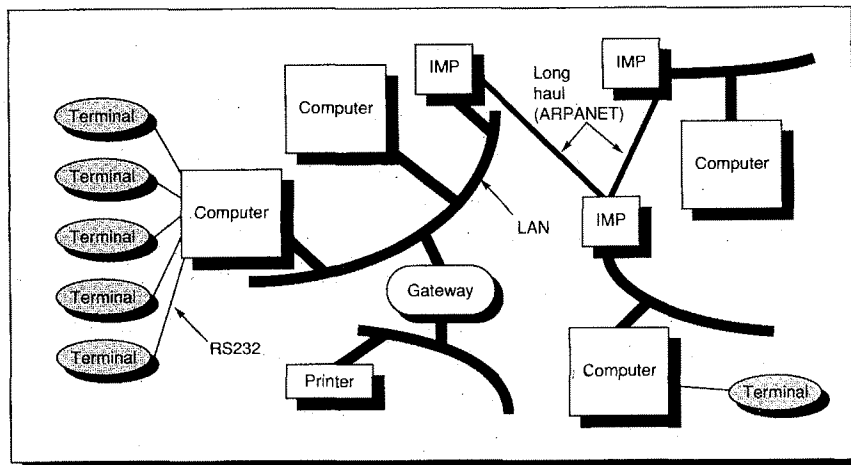 Terminal
Terminal
Terminal
Terminal
Terminal
Computer
RS232
Computer
IMP
Long
haul
(ARPANET)
IMP
Computer
LAN
IMP
Gateway
Printer
Computer
Terminal